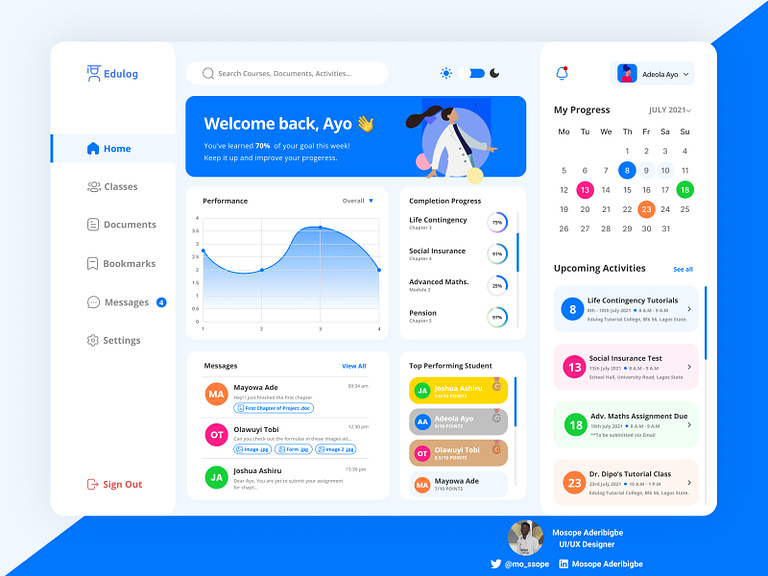 Edulog
Home
Classes
Documents
Bookmarks
Messages 4
Settings
Sign Out
Search Courses, Documents, Activities...
Welcome back, Ayo 👋
You've learned 70% of your goal this week!
Keep it up and improve your progeress.
Performance
Overall
4
3.5
3
2.5
2
1.5
1
0.5
0
1 2 3 4
Completion Progress
Life Contingency
Chapter 3
75%
Social Insurance
Chapter 4
91%
Advanced Maths.
Module 2
25%
Pension
Chapter 5
97%
Messages
View All
MA
Mayowa Ade
09:34 am
Hey! I just finished the first chapter
First Chapter of Project .doc
OT
Olawuyi Tobi
12:30 pm
Can you check out the formulae in these images att...
Image .jpg
Form .jpg
Image 2 .jpg
JA
Joshua Ashiru
Dear Ayo, You are yet to submit your assignment
for chapt...
Top Performing Student
JA
Joshua Ashiru
AA
Adeola Ayo
9/10 POINTS
OT
Olawuyi Tobi
8.5/10 POINTS
MA
Mayowa Ade
7/10 POINTS
Adeola Ayo
My Progress
JULY 2021
Mo Tu We Th Fr Sa Su
1 2 3 4
5 6 7 8 9 10 11
12 13 14 15 16 17 18
19 20 21 22 23 24 25
26 27 28 29 30 31
Upcoming Activities
See all
8
Life Contingency Tutorials
8th - 10th July 2021 8 A.M - 9 A.M
Edulog Tutorial College, Blk 56, Lagos State.
13
Social Insurance Test
13th July 2021 8 A.M - 9 A.M
School Hall, University Road, Lagos State
18
Adv. Maths Assignment Due
18th July 2021 8 A.M - 9 A.M
**To be submitted via Email
23
Dr. Dipo's Tutorial Class
23rd July 2021 10 A.M - 1 P.M
Edulog Tutorial College, Blk 56, Lagos State.
Mosope Aderibigbe
UI/UX Designer
@mo_ssope
Mosope Aderibigbe